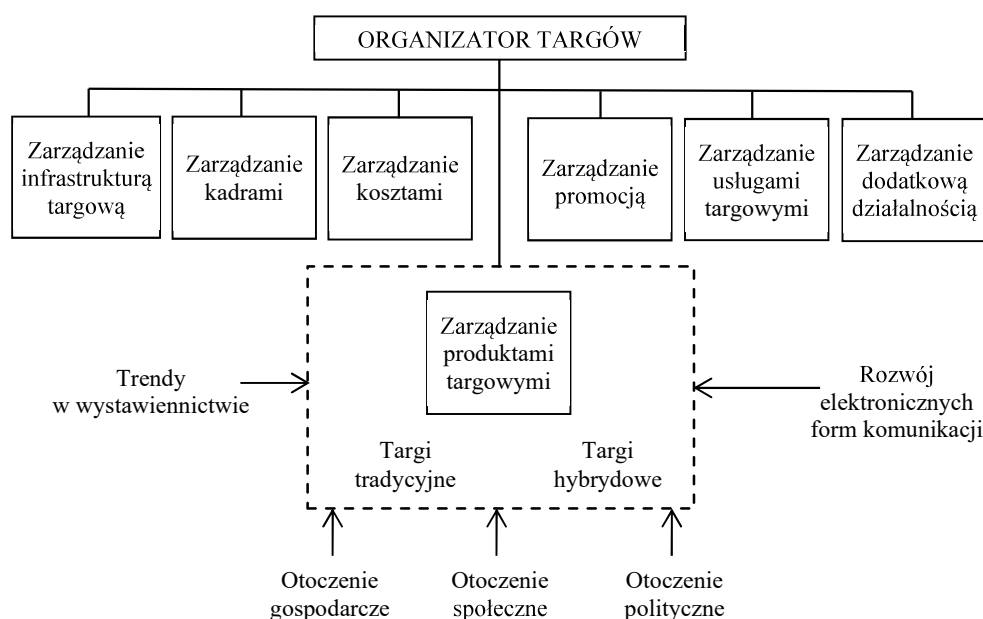 ORGANIZATOR TARGÓW
Zarządzanie
infrastrukturą
targową
Zarządzanie
kadrami
Zarządzanie
kosztami
Zarządzanie
promocją
Zarządzanie
usługami
targowymi
Zarządzanie
dodatkową
działalnością
Zarządzanie
produktami
targowymi
Trendy
w wystawiennictwie
Rozwój
elektronicznych
form komunikacji
Targi
tradycyjne
Targi
hybrydowe
Otoczenie
gospodarcze
Otoczenie
społeczne
Otoczenie
polityczne